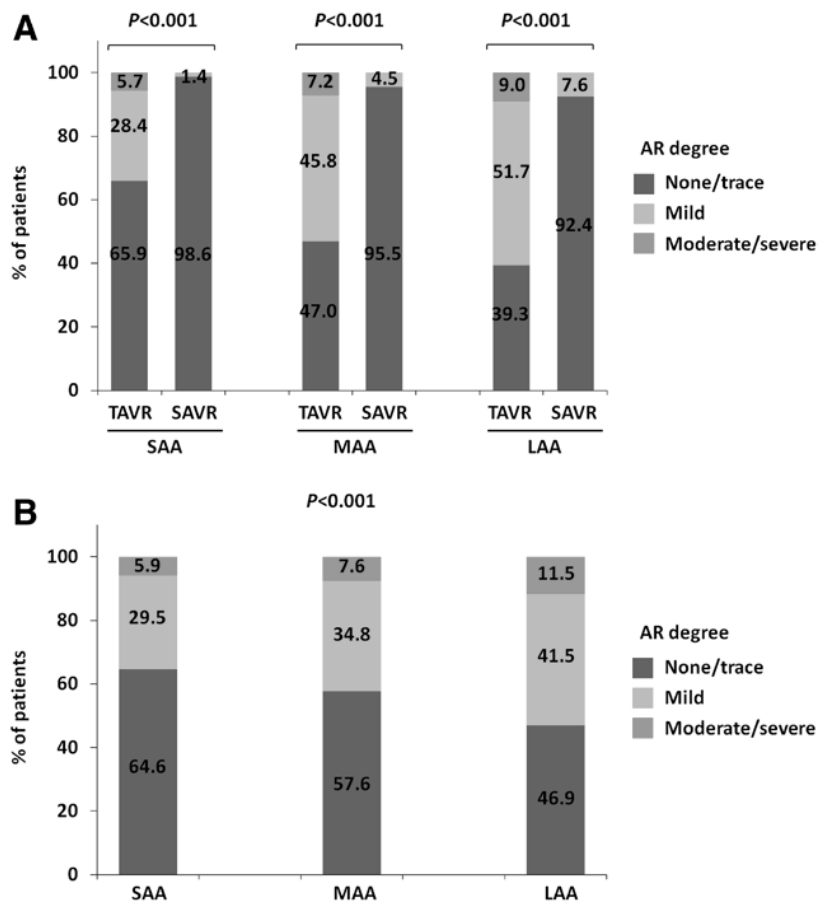 A
P<0.001 P<0.001 P<0.001
% of patients
100
80
60
40
20
0
5.7 1.4 7.2 4.5 9.0 7.6
28.4 45.8 51.7
65.9 98.6 47.0 95.5 39.3 92.4
AR degree
None/trace
Mild
Moderate/severe
TAVR SAVR TAVR SAVR TAVR SAVR
SAA MAA LAA
B
P<0.001
% of patients
100
80
60
40
20
0
5.9 7.6 11.5
29.5 34.8 41.5
64.6 57.6 46.9
AR degree
None/trace
Mild
Moderate/severe
SAA MAA LAA